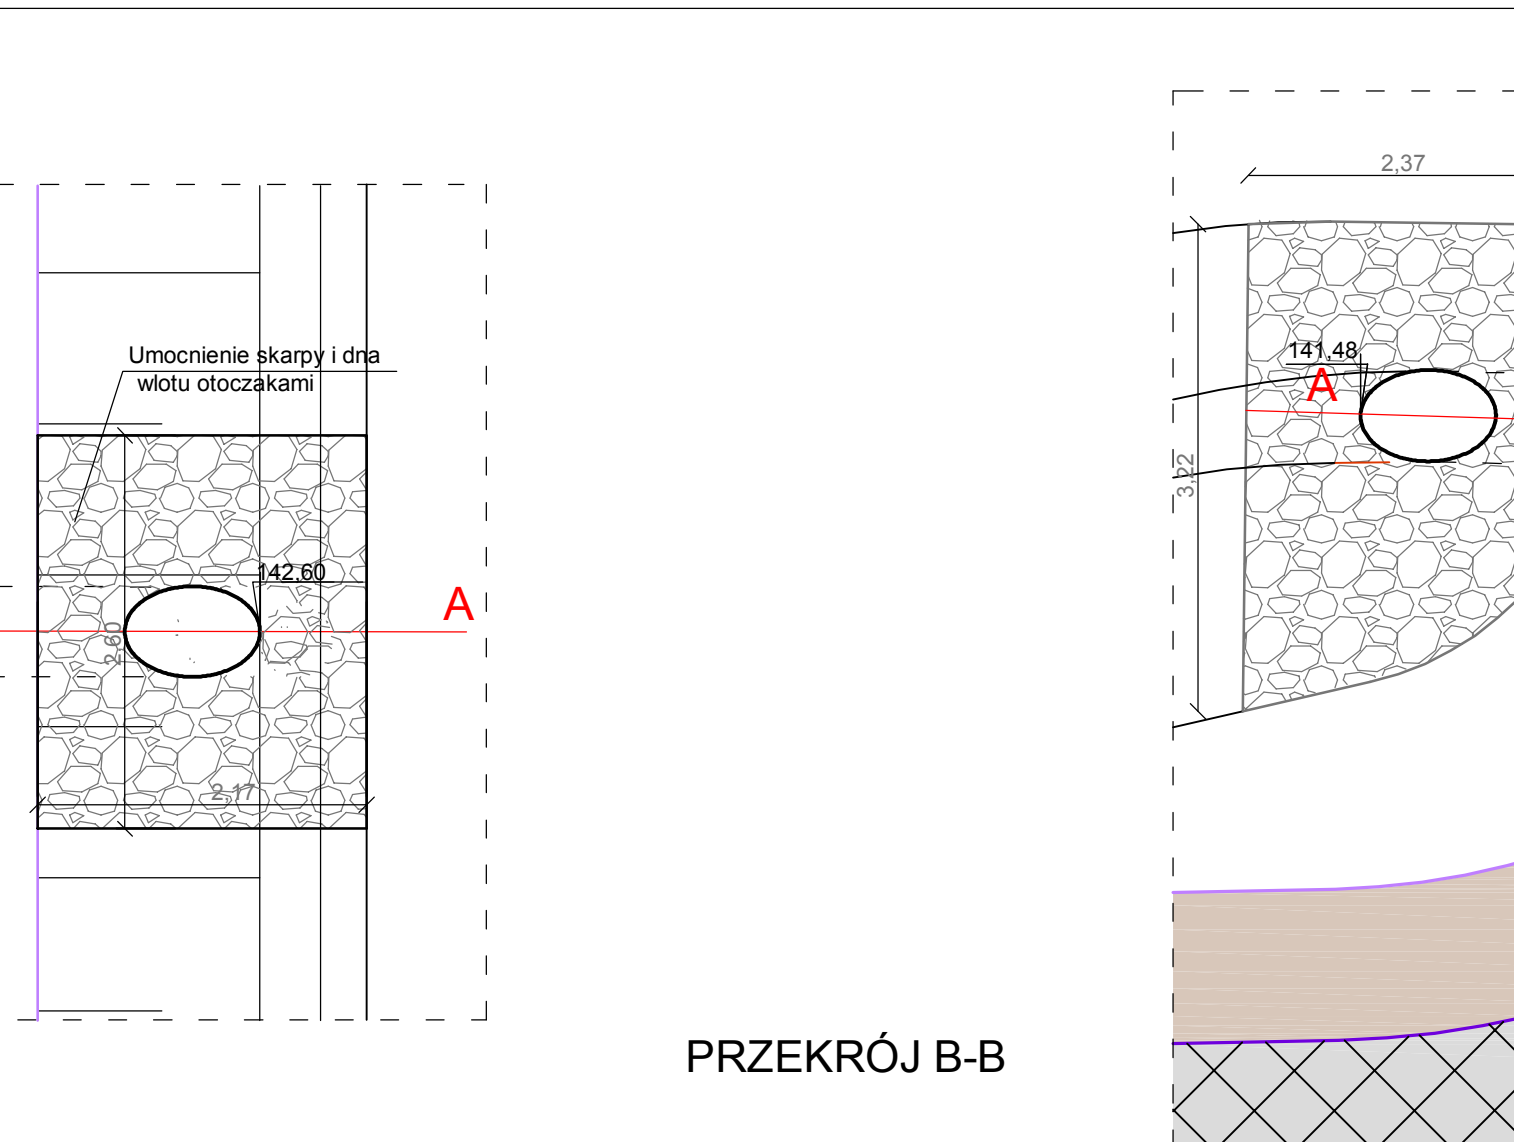 2,37
Umocnienie skarpy i dna
wlotu otoczakami
141,48
A
3,22
142,60
A
2,60
2,17
PRZEKRÓJ B-B